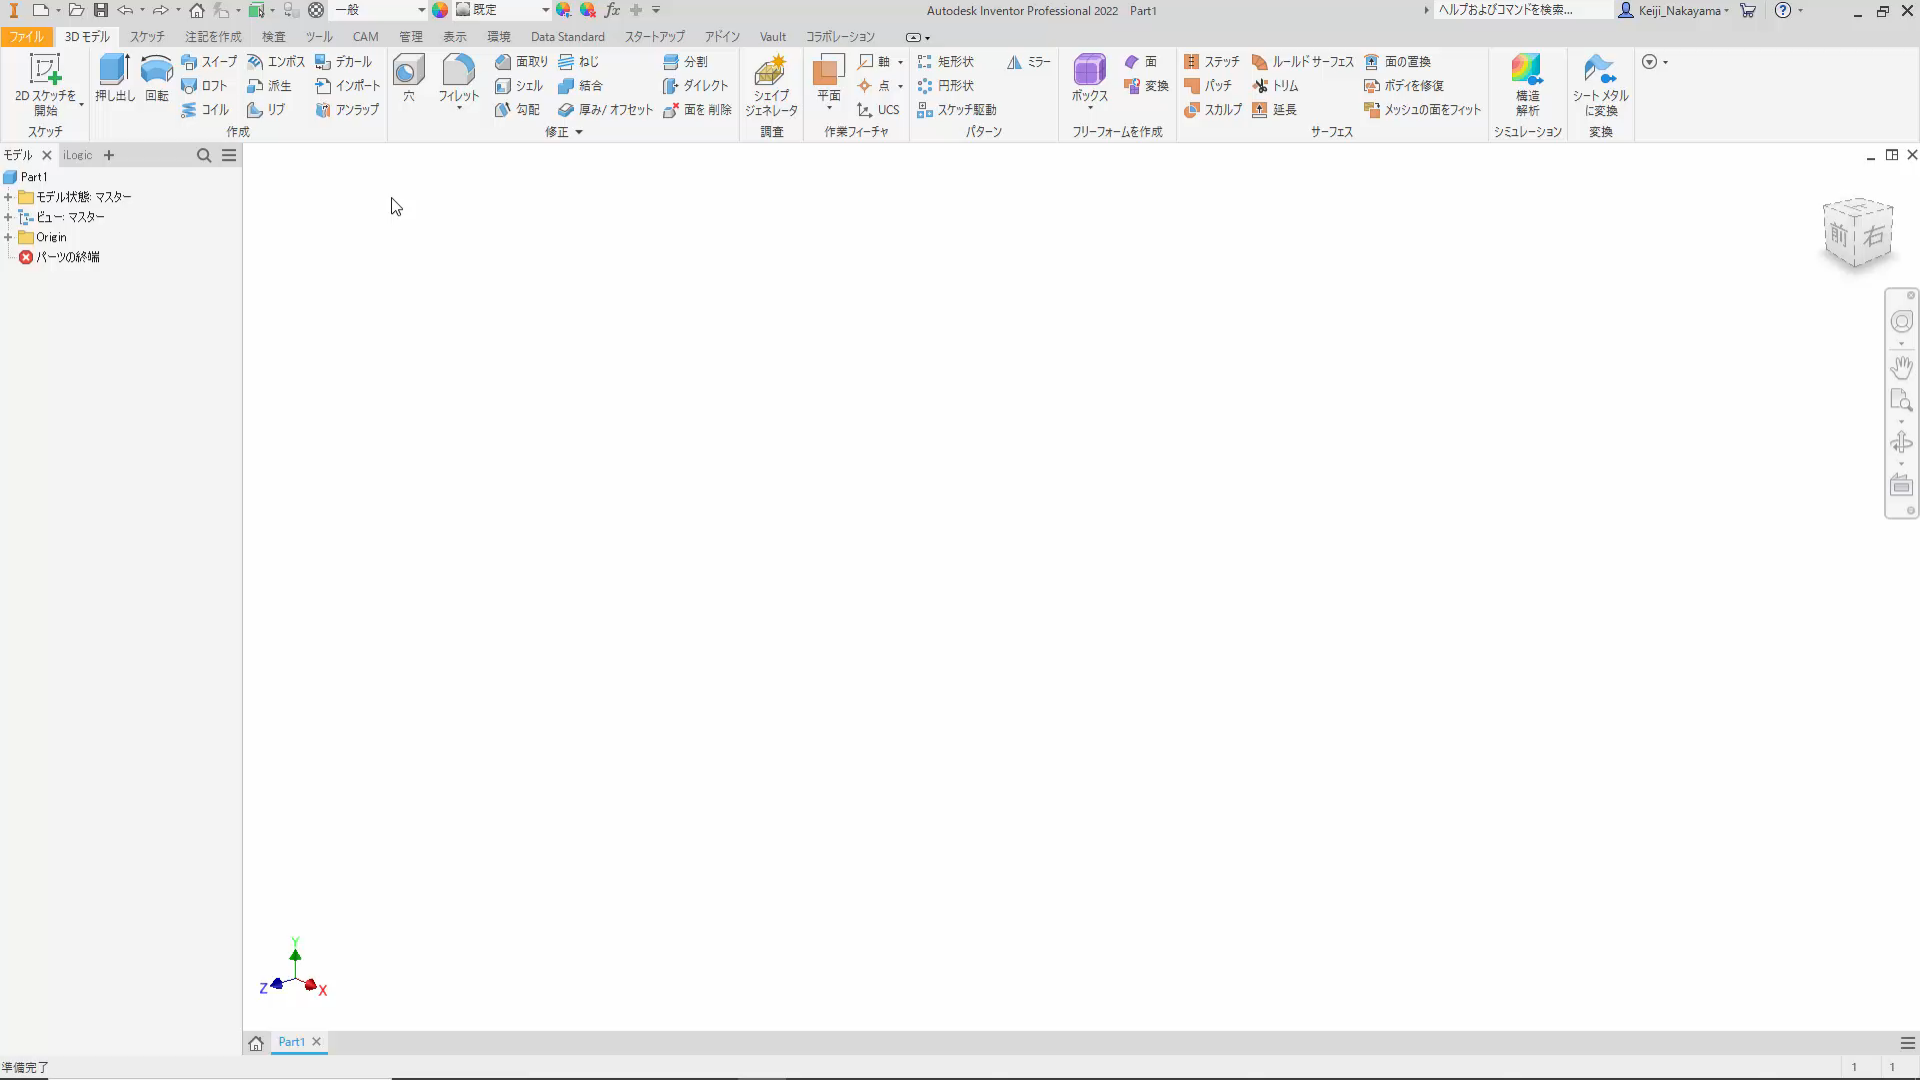 一般
既定
fx
Autodesk Inventor Professional 2022 Part1
ヘルプおよびコマンドを検索...
Keiji_Nakayama
ファイル 3D モデル スケッチ 注記を作成 検査 ツール CAM 管理 表示 環境 Data Standard スタートアップ アドイン Vault コラボレーション
2D スケッチを
開始
スケッチ
押し出し
回転
スイープ エンボス デカール
ロフト 派生 インポート
コイル リブ アンラップ
作成
穴
フィレット
面取り ねじ 分割
シェル 結合 ダイレクト
勾配 厚み/ オフセット 面を 削除
修正
シェイプ
ジェネレータ
調査
平面
軸
点
UCS
作業フィーチャ
矩形状 ミラー
円形状
スケッチ駆動
パターン
ボックス
面
変換
フリーフォームを作成
ステッチ ルールド サーフェス 面の置換
パッチ トリム ボディを修復
スカルプ 延長 メッシュの面をフィット
サーフェス
構造
解析
シミュレーション
シート メタル
に変換
変換
モデル iLogic
Part1
モデル状態: マスター
ビュー: マスター
Origin
パーツの終端
上
前 右
Y
Z X
Part1
準備完了
1 1